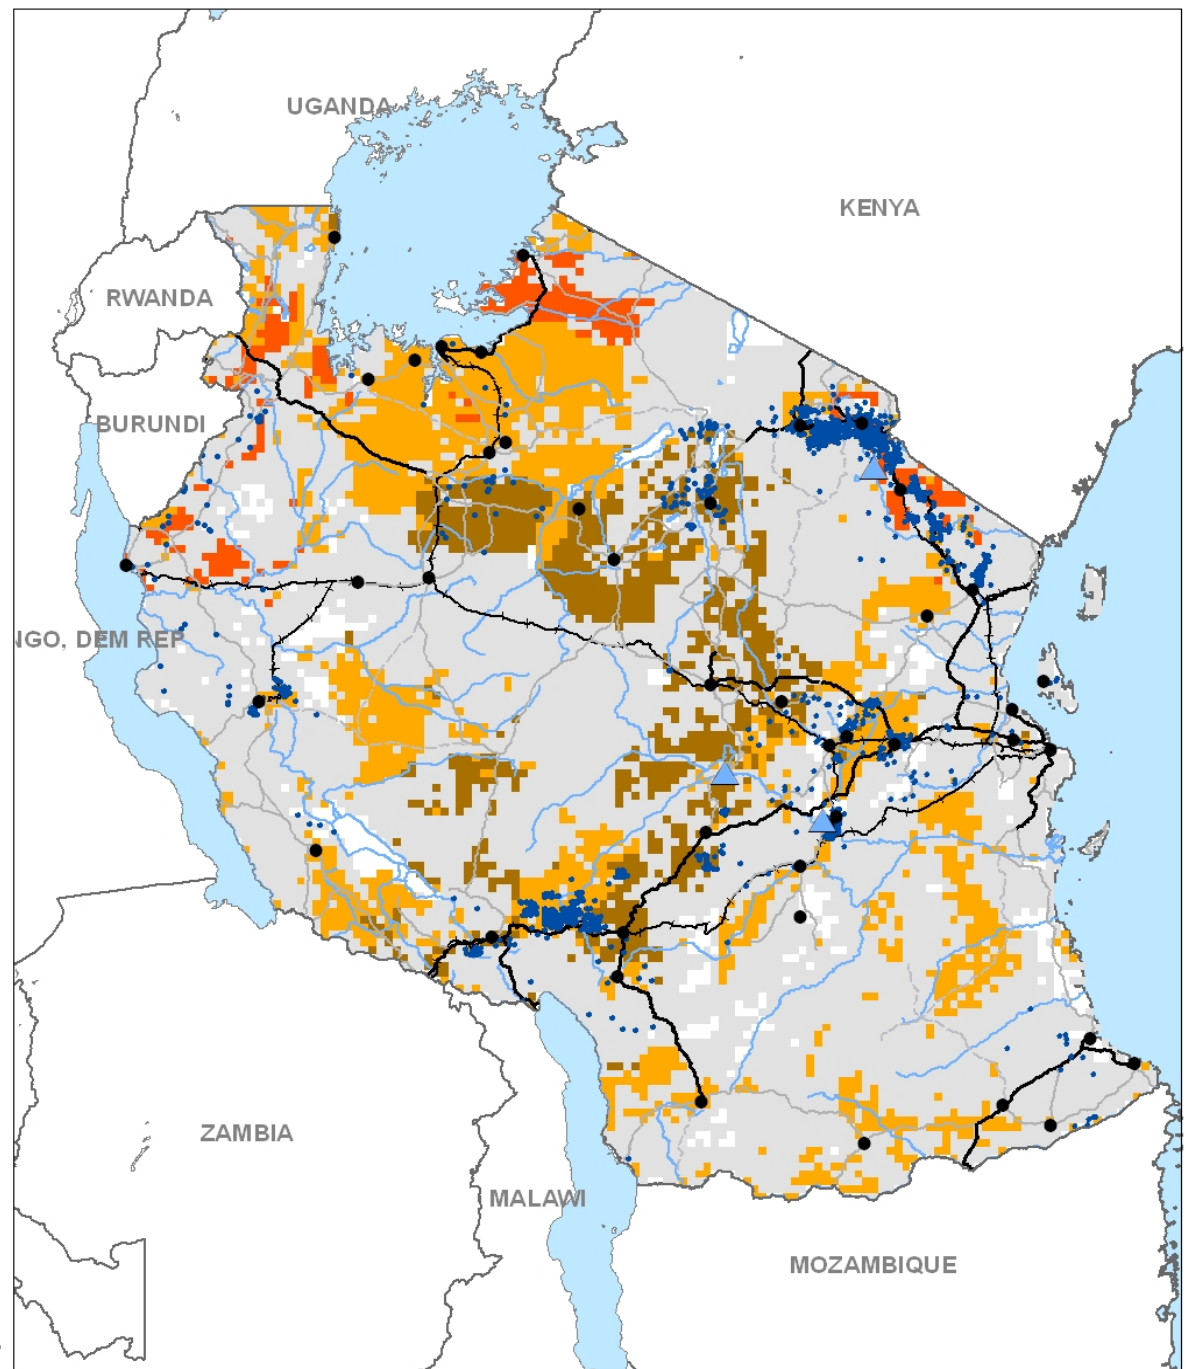 UGANDA
KENYA
RWANDA
BURUNDI
NGO, DEM REP
ZAMBIA
MALAWI
MOZAMBIQUE